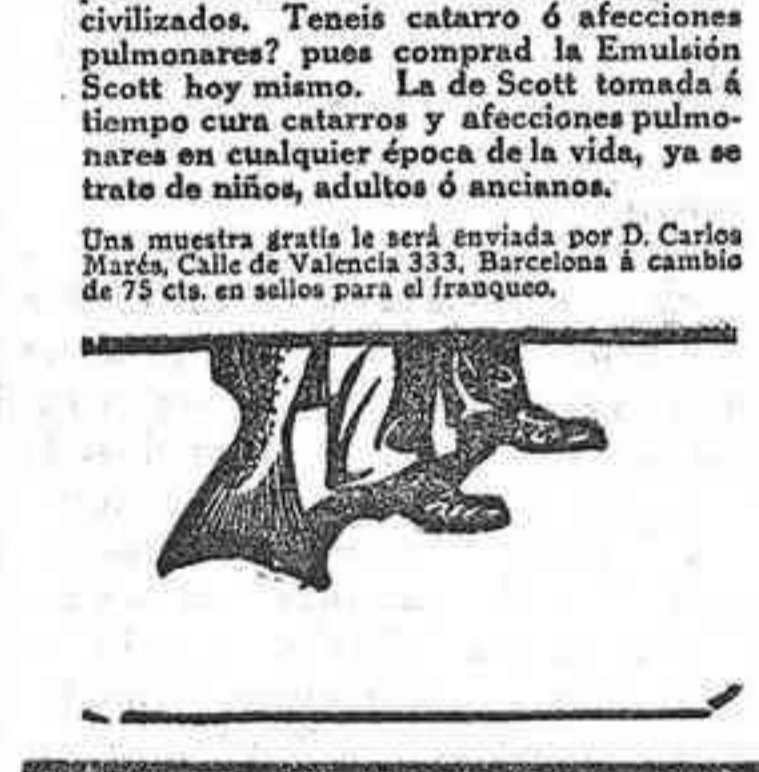 civilizados. Teneis catarro ó afecciones
pulmonares? pues comprad la Emulsión
Scott hoy mismo. La de Scott tomada á
tiempo cura catarros y afecciones pulmo-
nares en cualquier época de la vida, ya se
trate de niños, adultos ó ancianos.
Una muestra gratis le será enviada por D. Carlos
Marés, Calle de Valencia 333. Barcelona á cambio
de 75 cts. en sellos para el franqueo.